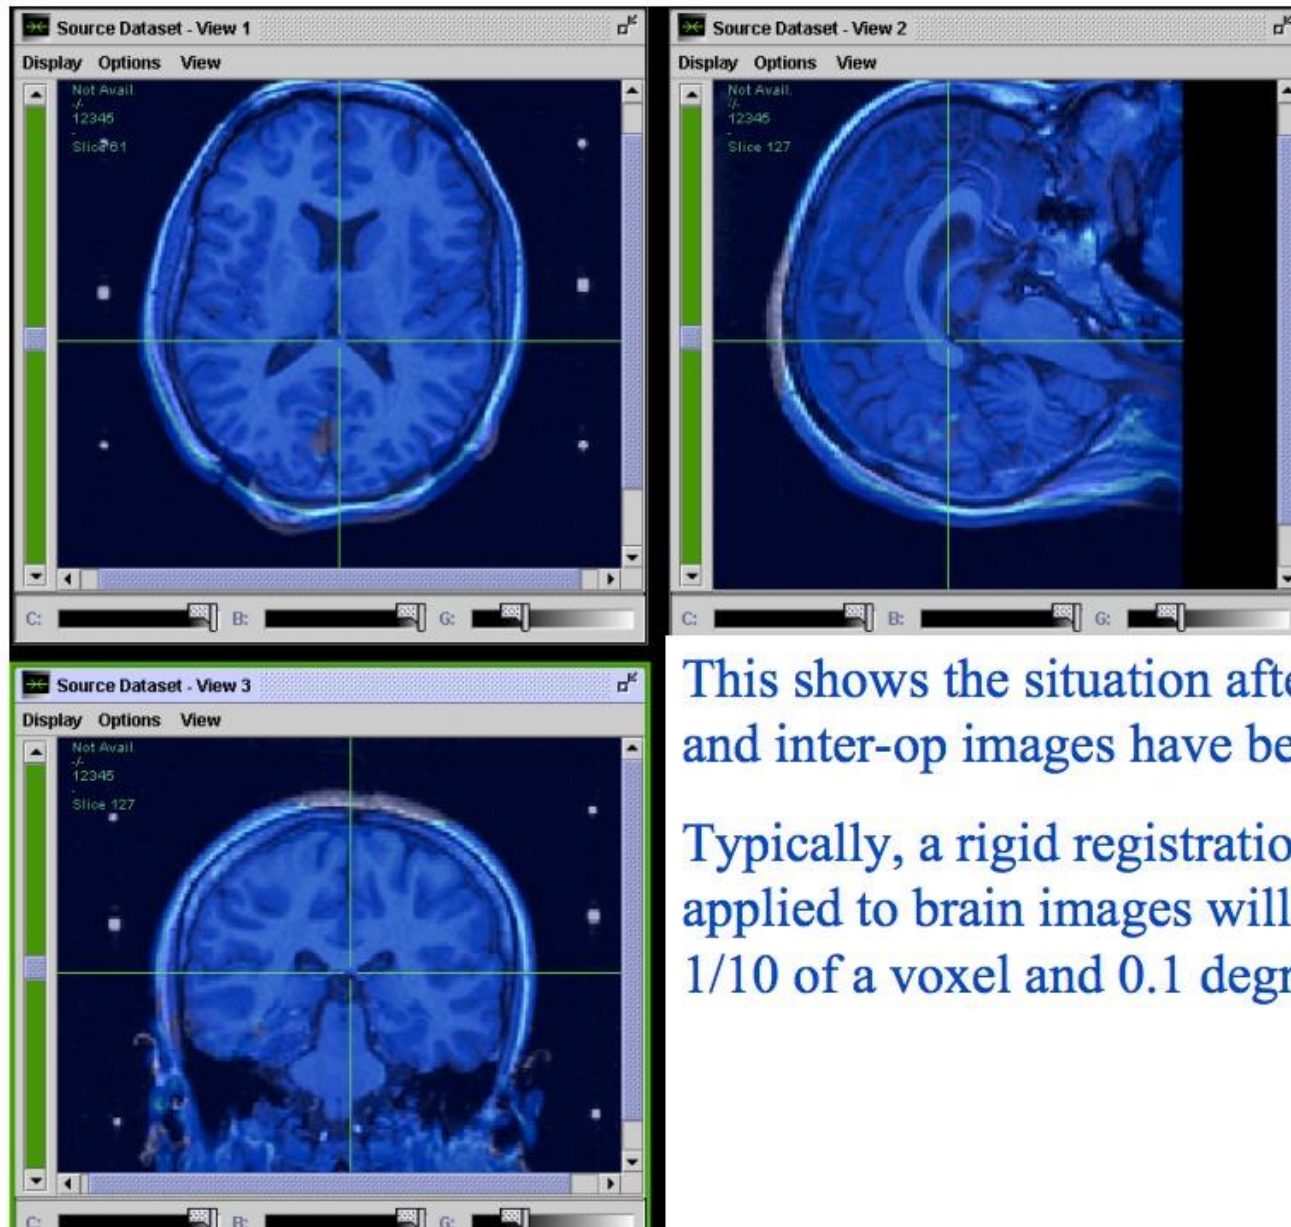 Source Dataset - View 1
Display Options View
Not Avail.
-/-
12345
-
Slice 61
C: B: G:
Source Dataset - View 2
Display Options View
Not Avail.
-/-
12345
-
Slice 127
C: B: G:
Source Dataset - View 3
Display Options View
Not Avail.
-/-
12345
-
Slice 127
C: B: G:
This shows the situation afte
and inter-op images have be
Typically, a rigid registratio
applied to brain images will
1/10 of a voxel and 0.1 degr